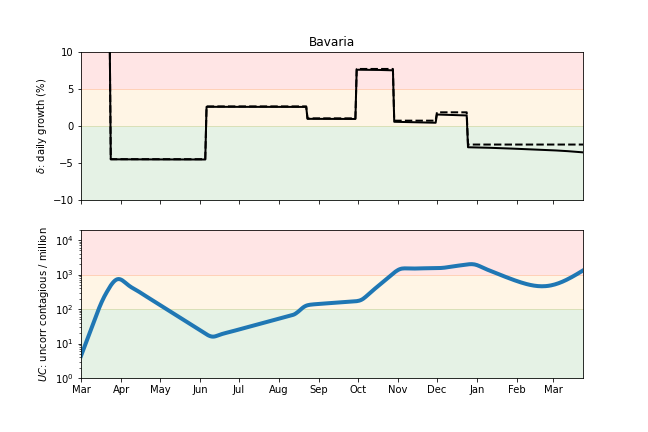 Bavaria
10
5
0
−5
−10
δ: daily growth (%)
10⁴
10³
10²
10¹
10⁰
UC: uncorr contagious / million
Mar Apr May Jun Jul Aug Sep Oct Nov Dec Jan Feb Mar